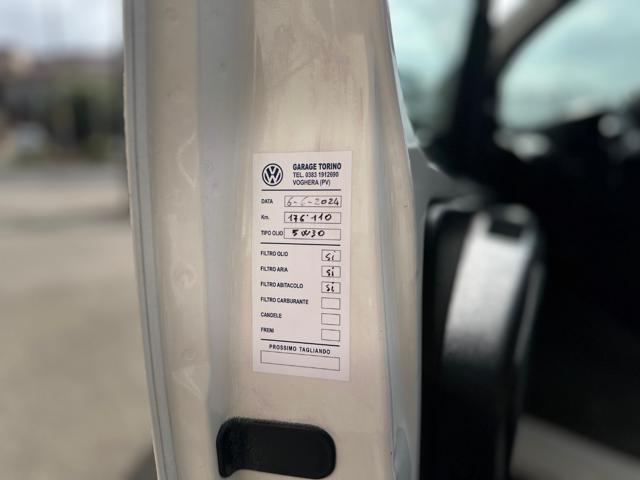 GARAGE TORINO
TEL. 0383 1912690
VOGHERA (PV)
DATA 6-6-2024
Km. 176'110
TIPO OLIO 5W30
FILTRO OLIO Si
FILTRO ARIA Si
FILTRO ABITACOLO Si
FILTRO CARBURANTE
CANDELE
FRENI
PROSSIMO TAGLIANDO